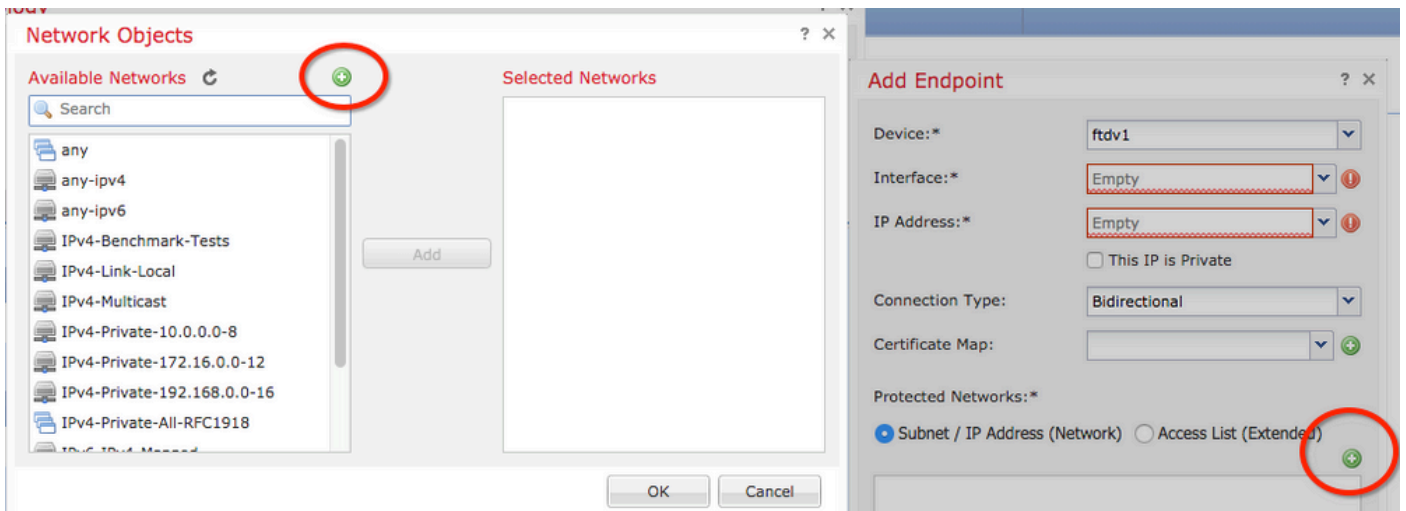 Network Objects
? ×
Available Networks
Selected Networks
Search
any
any-ipv4
any-ipv6
IPv4-Benchmark-Tests
IPv4-Link-Local
IPv4-Multicast
IPv4-Private-10.0.0.0-8
IPv4-Private-172.16.0.0-12
IPv4-Private-192.168.0.0-16
IPv4-Private-All-RFC1918
Add
OK
Cancel
Add Endpoint
? ×
Device:*
ftdv1
Interface:*
Empty
IP Address:*
Empty
This IP is Private
Connection Type:
Bidirectional
Certificate Map:
Protected Networks:*
Subnet / IP Address (Network)
Access List (Extended)